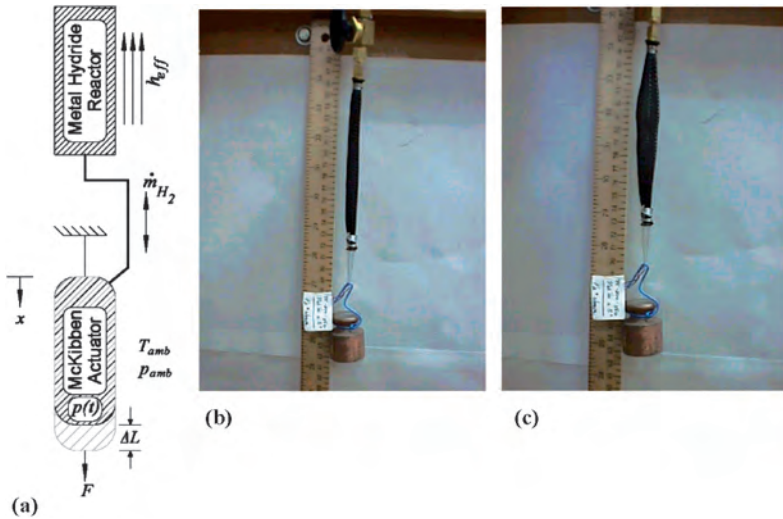 Metal Hydride
Reactor
h_eff
ṁ_H2
x
McKibben
Actuator
p(t)
T_amb
p_amb
ΔL
F
(a)
(b)
(c)